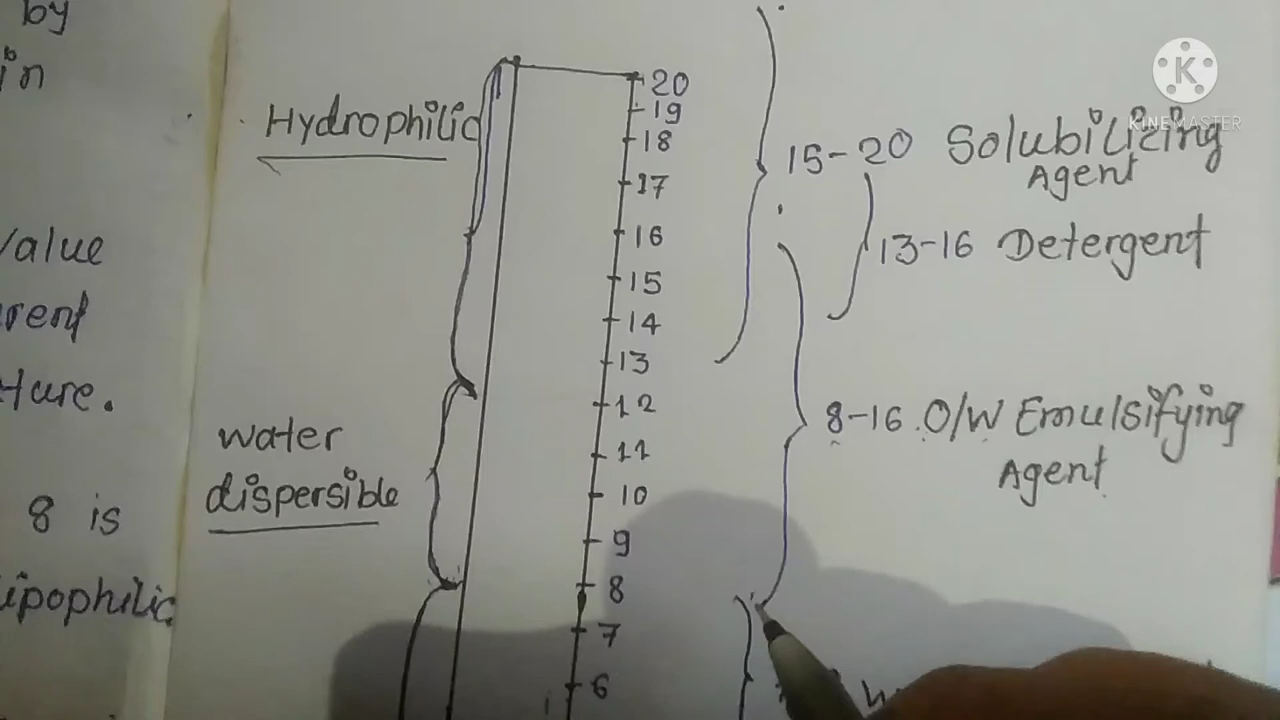 by
in
Value
rent
ture.
8 is
lipophilic
Hydrophilic
water
dispersible
20
19
18
17
16
15
14
13
12
11
10
9
8
7
6
15-20 Solubilizing
Agent
13-16 Detergent
8-16 O/W Emulsifying
Agent
K
KINEMASTER